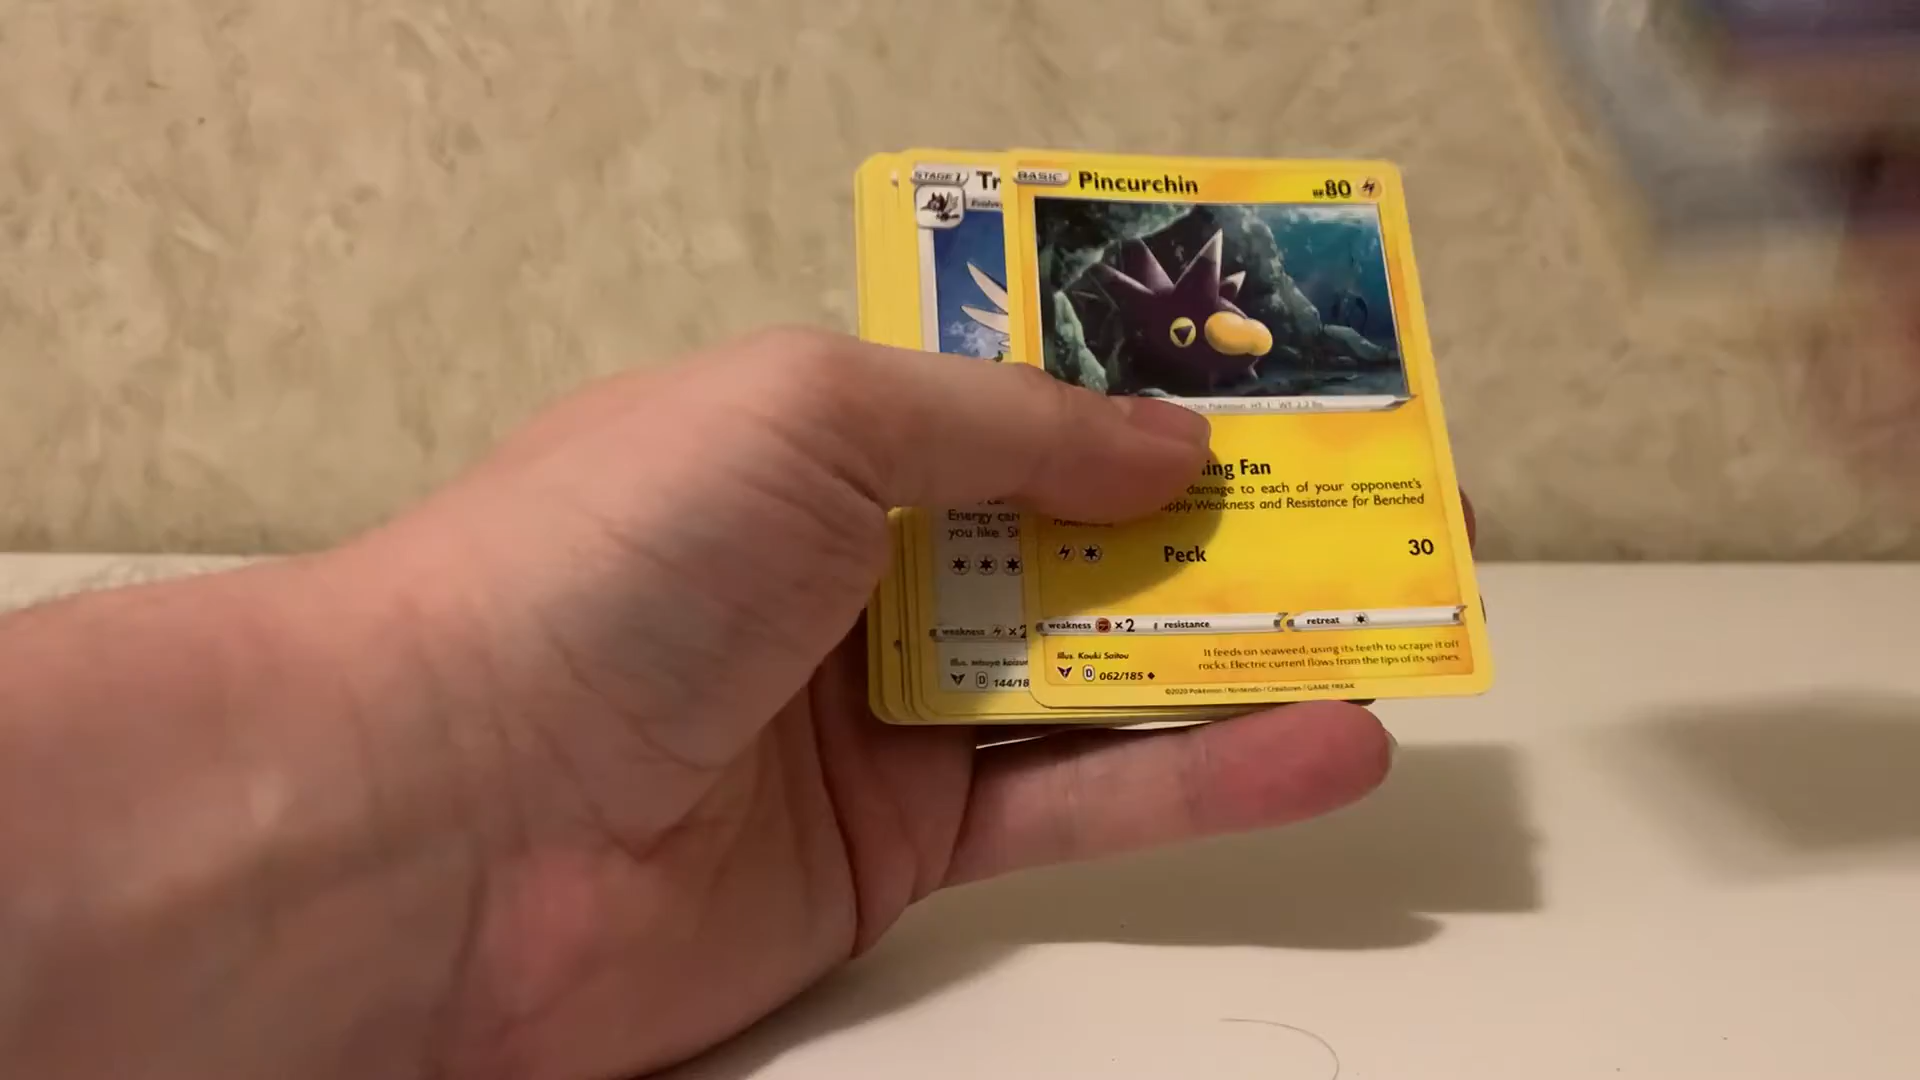 STAGE 1 Tr
Energy car
you like. Sh
weakness ×2
144/18
BASIC Pincurchin HP80
ing Fan
damage to each of your opponent's
pply Weakness and Resistance for Benched
Peck 30
weakness ×2 resistance retreat
It feeds on seaweed, using its teeth to scrape it off
rocks. Electric current flows from the tips of its spines.
Illus. Kouki Saitou
D 062/185
©2020 Pokémon / Nintendo / Creatures / GAME FREAK